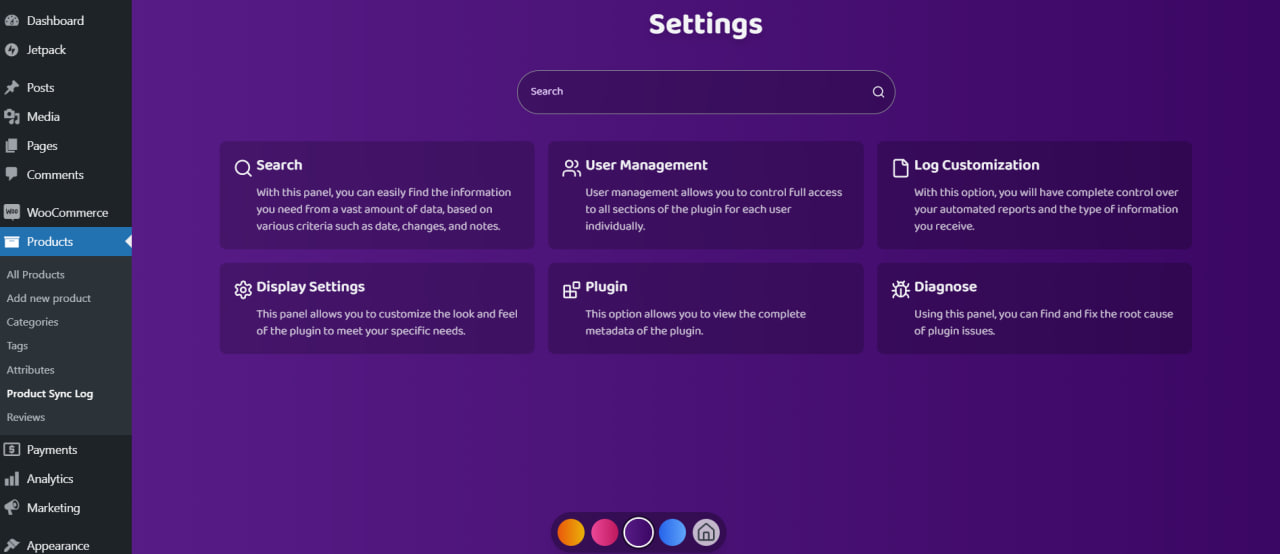 Dashboard
Jetpack
Posts
Media
Pages
Comments
WOO WooCommerce
Products
All Products
Add new product
Categories
Tags
Attributes
Product Sync Log
Reviews
$ Payments
Analytics
Marketing
Appearance
Settings
Search
Search
With this panel, you can easily find the information
you need from a vast amount of data, based on
various criteria such as date, changes, and notes.
User Management
User management allows you to control full access
to all sections of the plugin for each user
individually.
Log Customization
With this option, you will have complete control over
your automated reports and the type of information
you receive.
Display Settings
This panel allows you to customize the look and feel
of the plugin to meet your specific needs.
Plugin
This option allows you to view the complete
metadata of the plugin.
Diagnose
Using this panel, you can find and fix the root cause
of plugin issues.